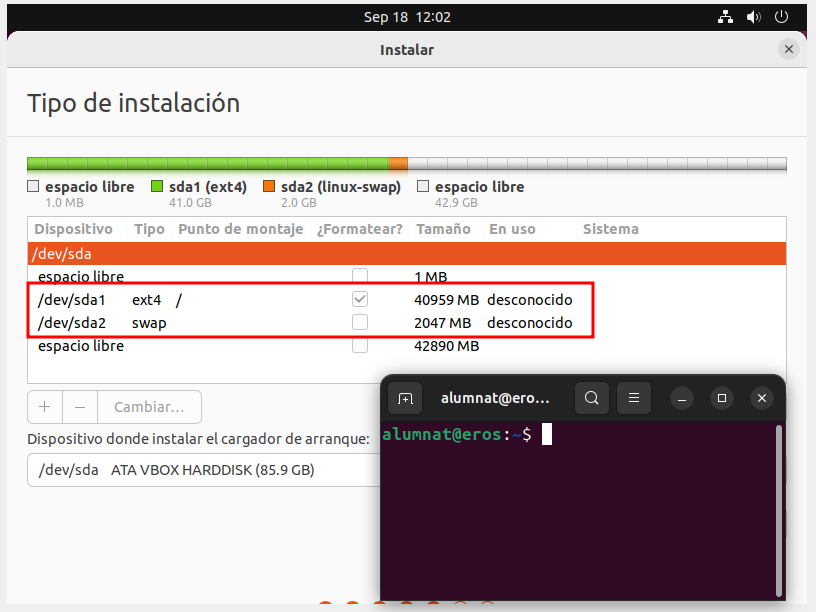 Sep 18 12:02
Instalar
Tipo de instalación
espacio libre sda1 (ext4) sda2 (linux-swap) espacio libre
1.0 MB 41.0 GB 2.0 GB 42.9 GB
Dispositivo Tipo Punto de montaje ¿Formatear? Tamaño En uso Sistema
/dev/sda
espacio libre 1 MB
/dev/sda1 ext4 / 40959 MB desconocido
/dev/sda2 swap 2047 MB desconocido
espacio libre 42890 MB
+ − Cambiar...
Dispositivo donde instalar el cargador de arranque:
/dev/sda ATA VBOX HARDDISK (85.9 GB)
alumnat@ero...
alumnat@eros:~$